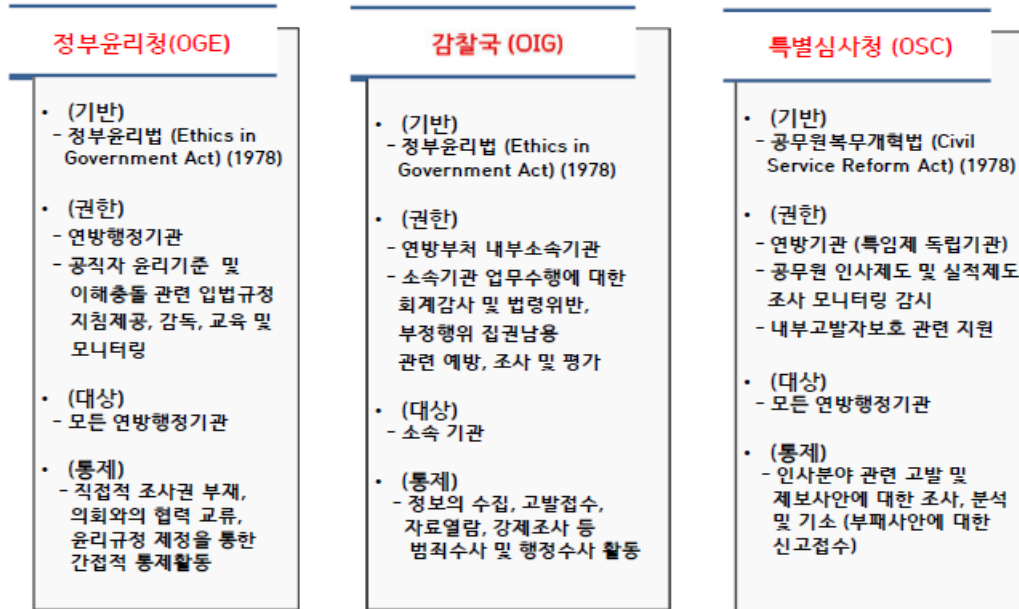 정부윤리청(OGE)
• (기반)
- 정부윤리법 (Ethics in
Government Act) (1978)
• (권한)
- 연방행정기관
- 공직자 윤리기준 및
이해충돌 관련 입법규정
지침제공, 감독, 교육 및
모니터링
• (대상)
- 모든 연방행정기관
• (통제)
- 직접적 조사권 부재,
의회와의 협력 교류,
윤리규정 제정을 통한
간접적 통제활동
감찰국 (OIG)
• (기반)
- 정부윤리법 (Ethics in
Government Act) (1978)
• (권한)
- 연방부처 내부소속기관
- 소속기관 업무수행에 대한
회계감사 및 법령위반,
부정행위 직권남용
관련 예방, 조사 및 평가
• (대상)
- 소속 기관
• (통제)
- 정보의 수집, 고발접수,
자료열람, 강제조사 등
범죄수사 및 행정수사 활동
특별심사청 (OSC)
• (기반)
- 공무원복무개혁법 (Civil
Service Reform Act) (1978)
• (권한)
- 연방기관 (특임제 독립기관)
- 공무원 인사제도 및 실적제도
조사 모니터링 감시
- 내부고발자보호 관련 지원
• (대상)
- 모든 연방행정기관
• (통제)
- 인사분야 관련 고발 및
제보사안에 대한 조사, 분석
및 기소 (부패사안에 대한
신고접수)